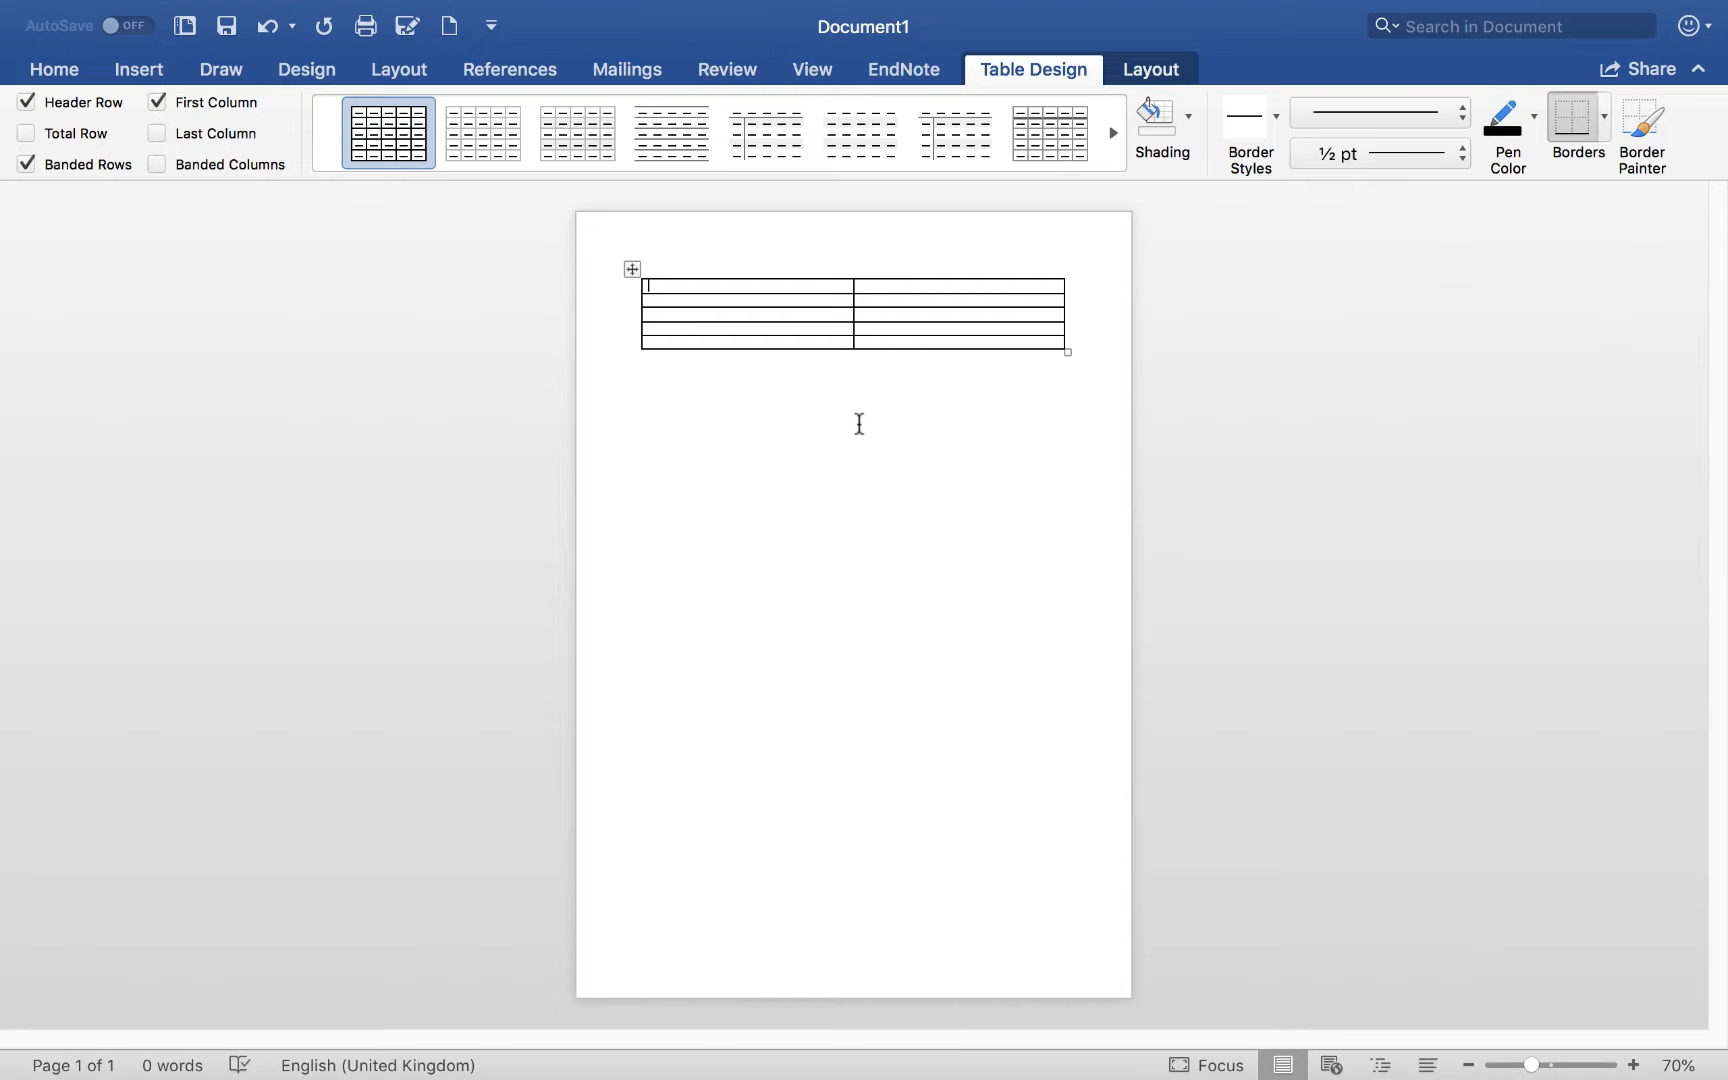 AutoSave OFF
Document1
Search in Document
Home Insert Draw Design Layout References Mailings Review View EndNote Table Design Layout
Share
Header Row First Column
Total Row Last Column
Banded Rows Banded Columns
Shading
Border Styles
½ pt
Pen Color
Borders
Border Painter
Page 1 of 1 0 words English (United Kingdom) Focus 70%